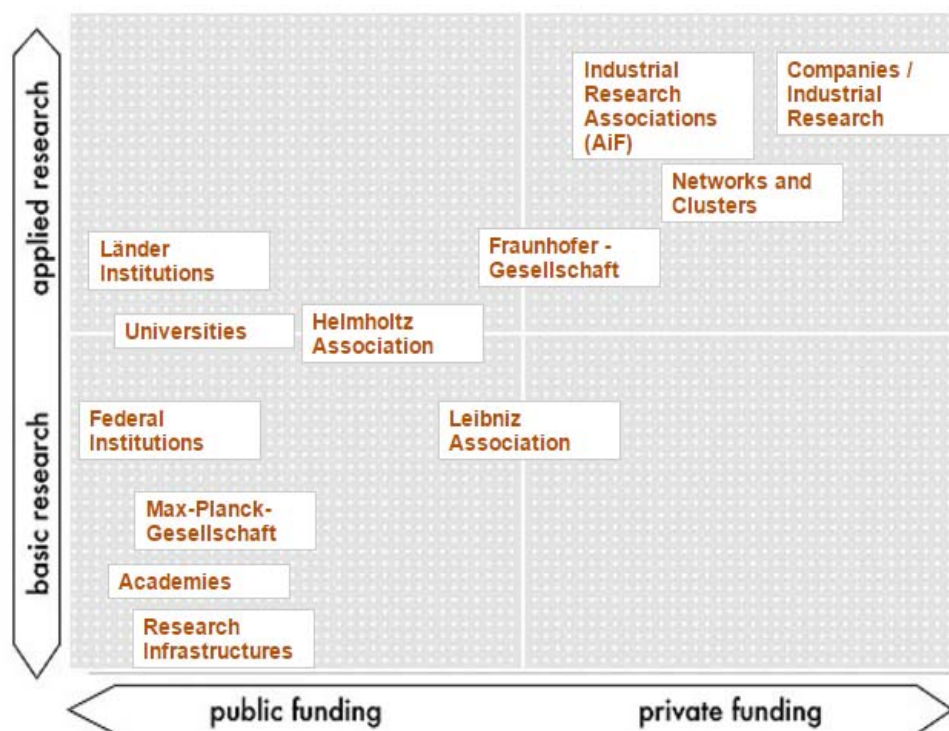 applied research
basic research
Industrial
Research
Associations
(AiF)
Companies /
Industrial
Research
Networks and
Clusters
Länder
Institutions
Fraunhofer -
Gesellschaft
Universities
Helmholtz
Association
Federal
Institutions
Leibniz
Association
Max-Planck-
Gesellschaft
Academies
Research
Infrastructures
public funding
private funding